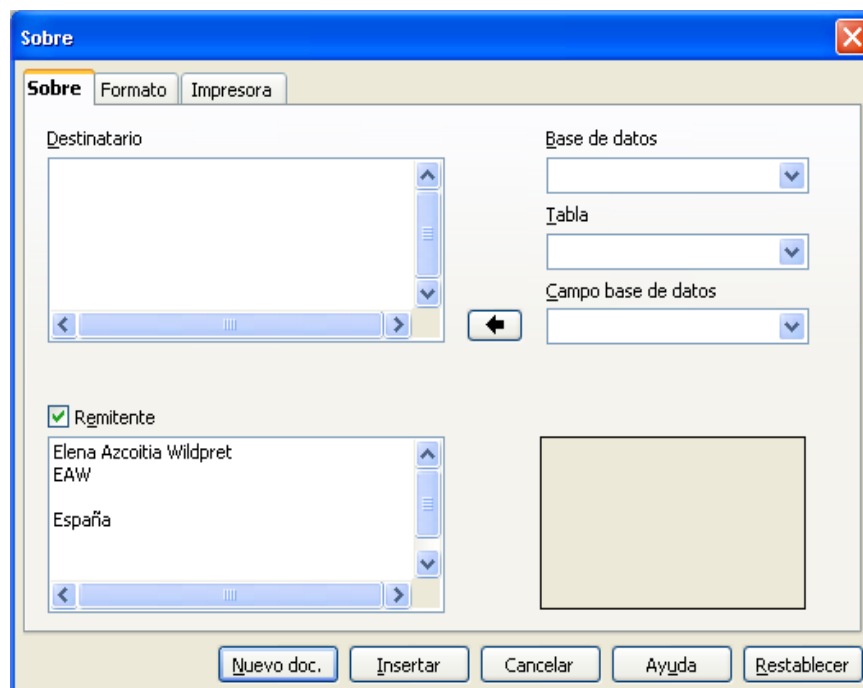 Sobre
Sobre Formato Impresora
Destinatario
Base de datos
Tabla
Campo base de datos
Remitente
Elena Azcoitia Wildpret
EAW
España
Nuevo doc. Insertar Cancelar Ayuda Restablecer